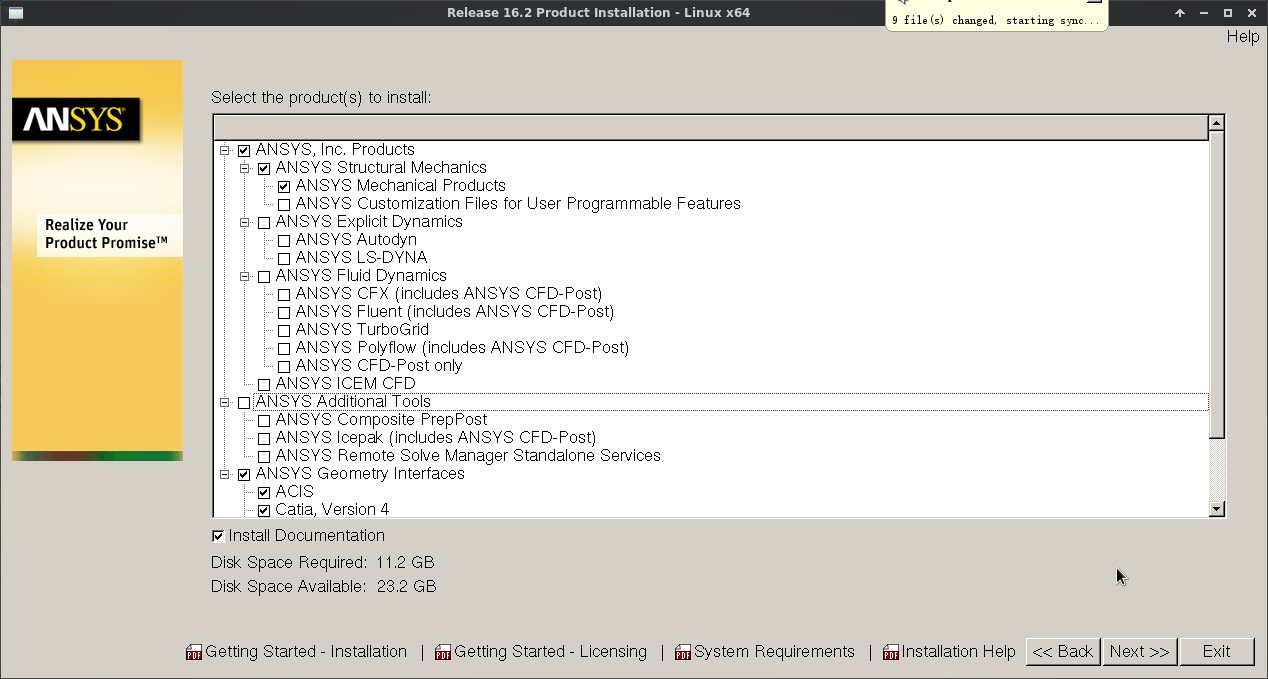 Release 16.2 Product Installation - Linux x64
9 file(s) changed, starting sync...
Help
ANSYS®
Realize Your
Product Promise™
Select the product(s) to install:
ANSYS, Inc. Products
ANSYS Structural Mechanics
ANSYS Mechanical Products
ANSYS Customization Files for User Programmable Features
ANSYS Explicit Dynamics
ANSYS Autodyn
ANSYS LS-DYNA
ANSYS Fluid Dynamics
ANSYS CFX (includes ANSYS CFD-Post)
ANSYS Fluent (includes ANSYS CFD-Post)
ANSYS TurboGrid
ANSYS Polyflow (includes ANSYS CFD-Post)
ANSYS CFD-Post only
ANSYS ICEM CFD
ANSYS Additional Tools
ANSYS Composite PrepPost
ANSYS Icepak (includes ANSYS CFD-Post)
ANSYS Remote Solve Manager Standalone Services
ANSYS Geometry Interfaces
ACIS
Catia, Version 4
Install Documentation
Disk Space Required: 11.2 GB
Disk Space Available: 23.2 GB
PDF Getting Started - Installation | PDF Getting Started - Licensing | PDF System Requirements | PDF Installation Help << Back Next >> Exit